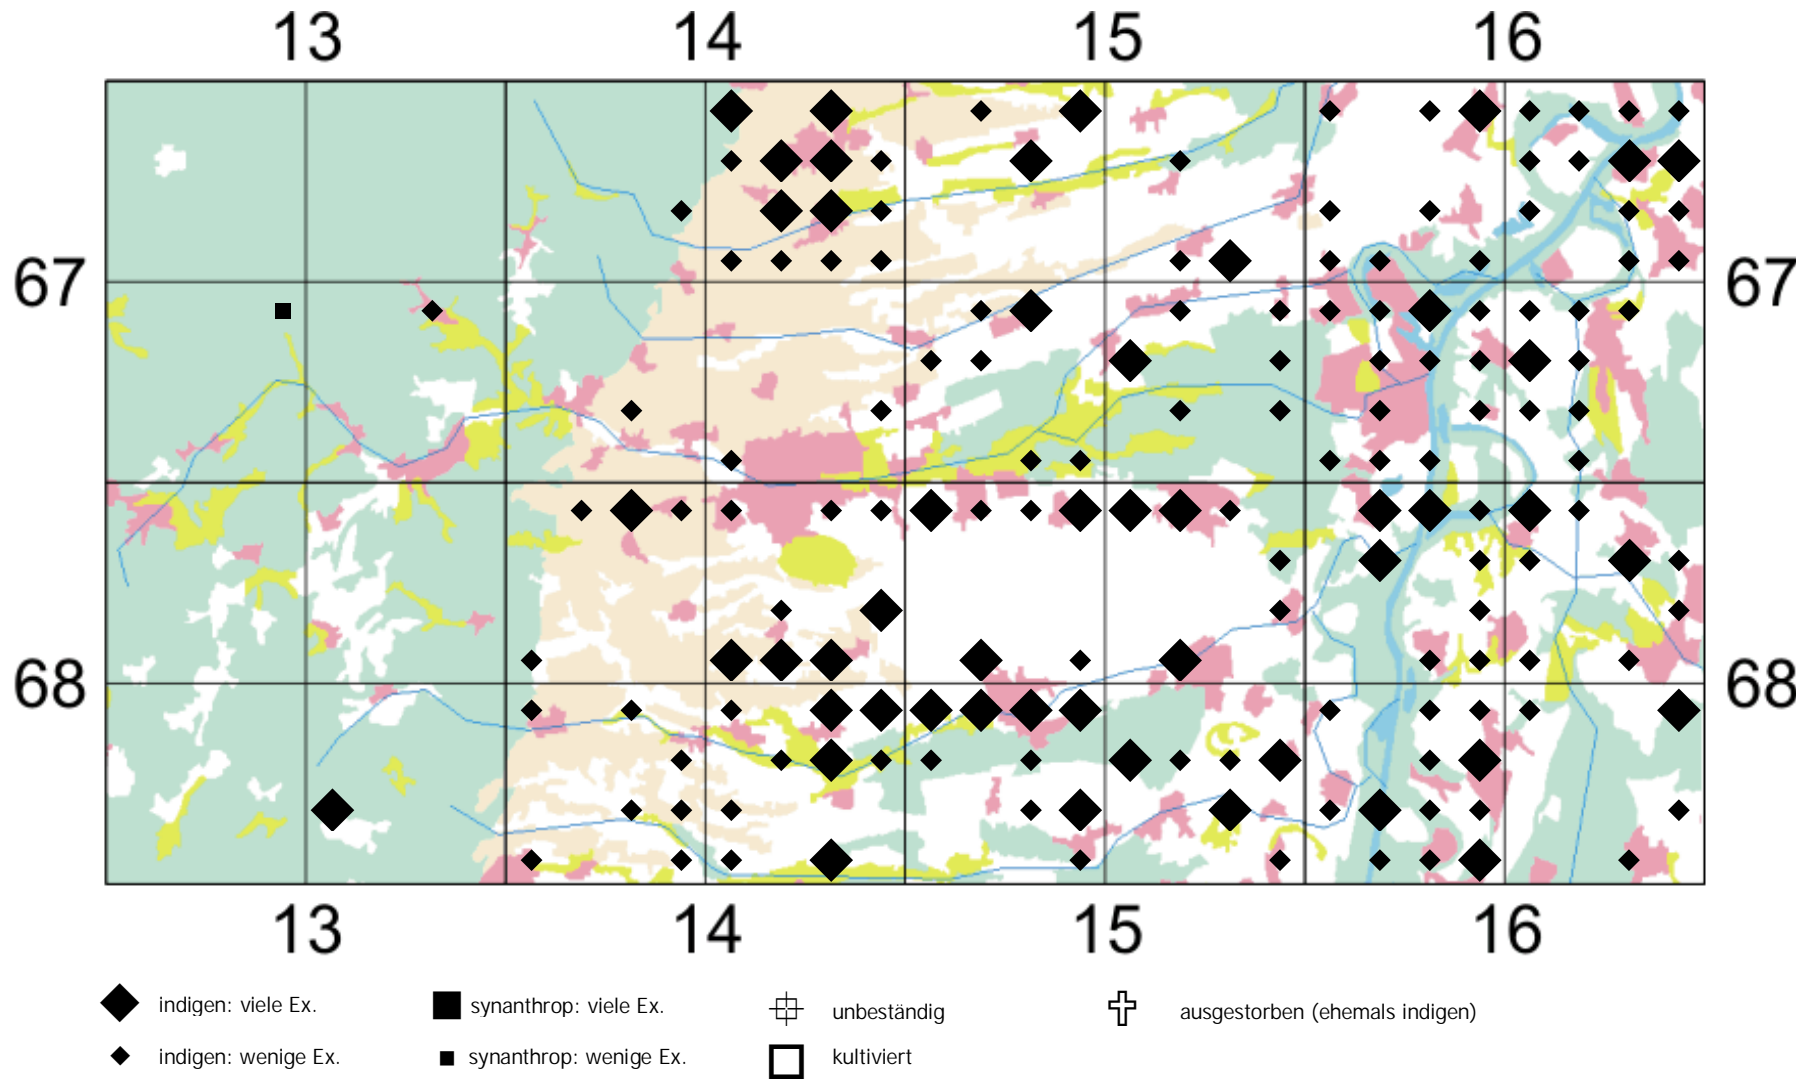 13 14 15 16
67 67
68 68
13 14 15 16
indigen: viele Ex. synanthrop: viele Ex. unbeständig ausgestorben (ehemals indigen)
indigen: wenige Ex. synanthrop: wenige Ex. kultiviert